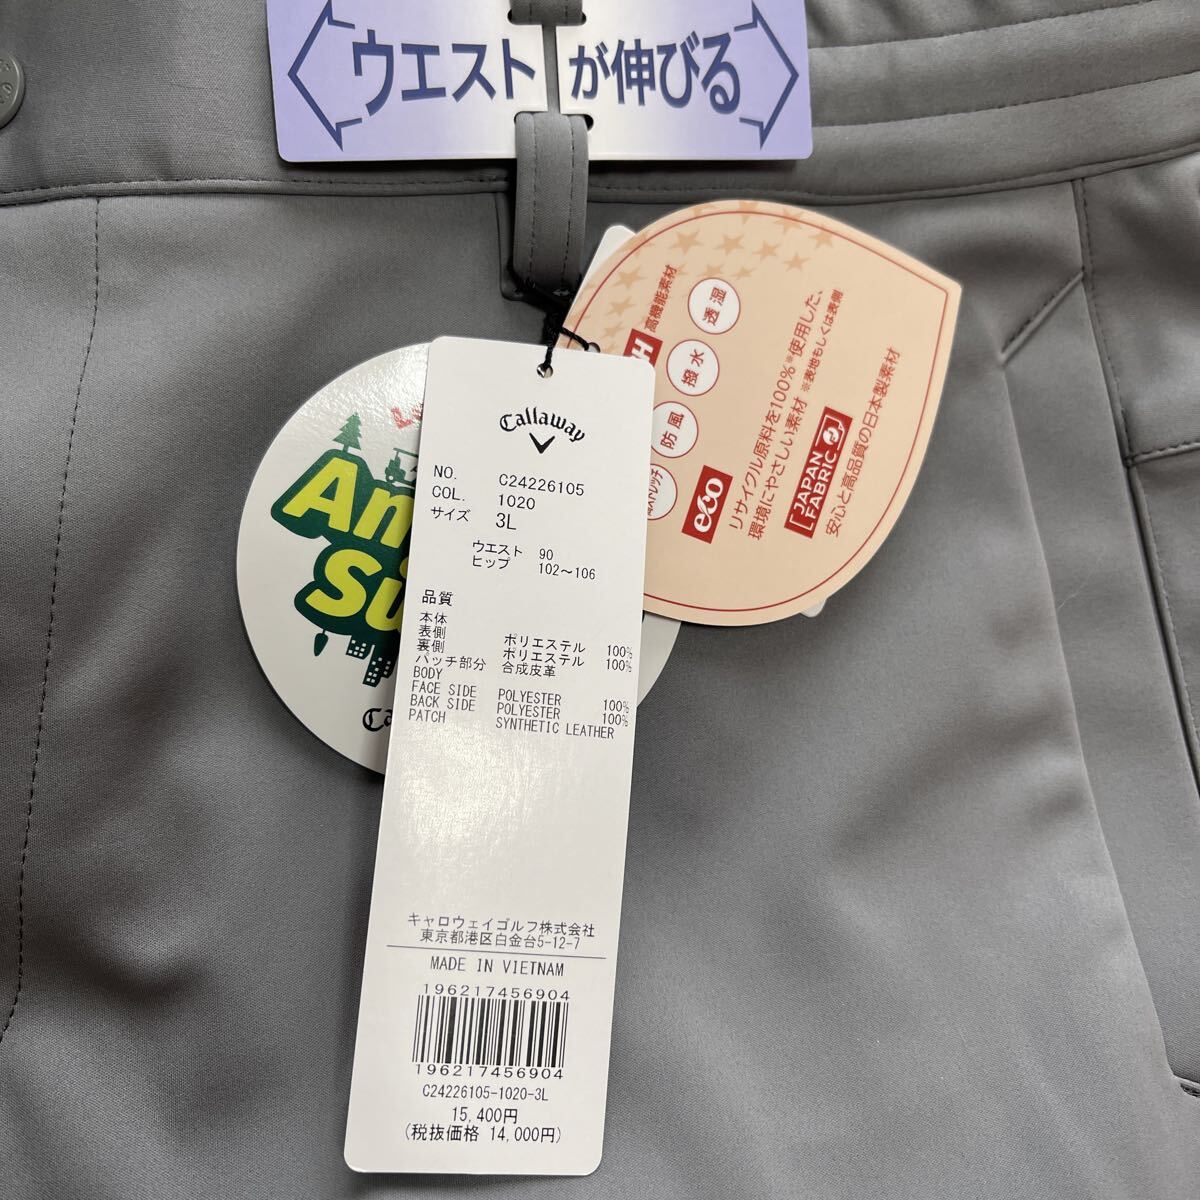 ウエストが伸びる
高機能素材
透湿
撥水
防風
eco
リサイクル原料を100%※使用した、
環境にやさしい素材 ※表地もしくは表側
JAPAN
FABRIC
安心と高品質の日本製素材
Callaway
NO. C24226105
COL. 1020
サイズ 3L
ウエスト 90
ヒップ 102〜106
品質
本体
表側 ポリエステル 100%
裏側 ポリエステル 100%
パッチ部分 合成皮革
BODY
FACE SIDE POLYESTER 100%
BACK SIDE POLYESTER 100%
PATCH SYNTHETIC LEATHER
キャロウェイゴルフ株式会社
東京都港区白金台5-12-7
MADE IN VIETNAM
196217456904
196217456904
C24226105-1020-3L
15,400円
(税抜価格 14,000円)